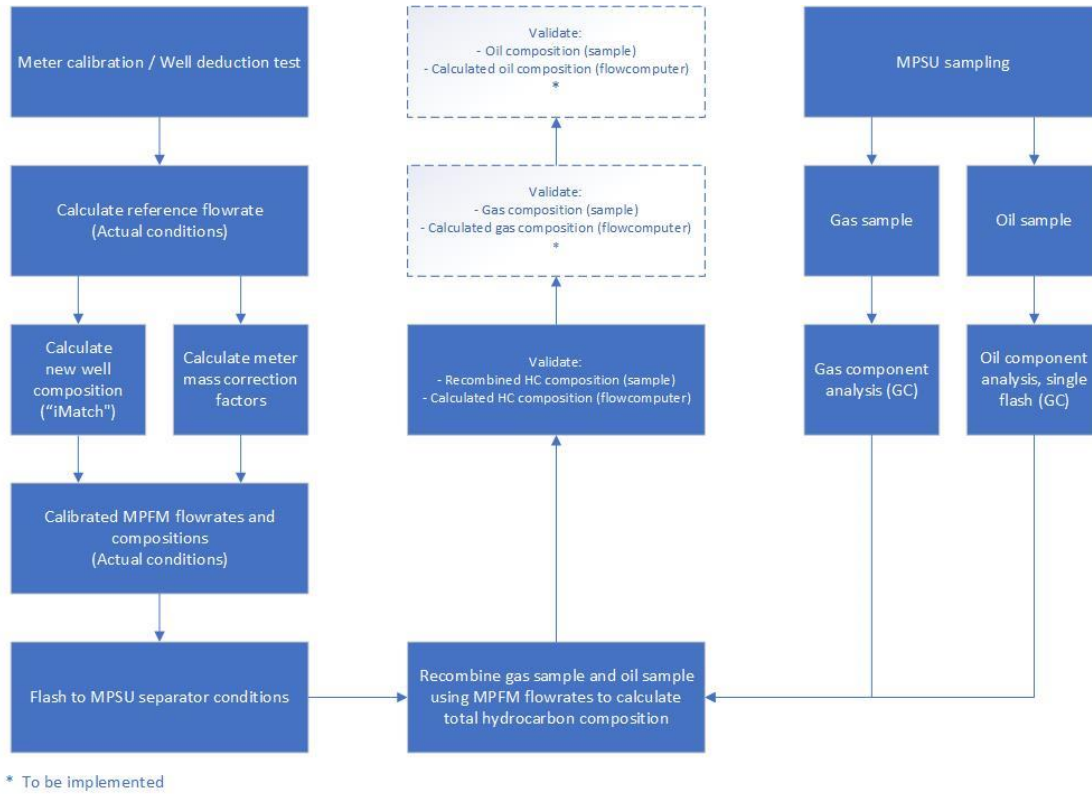 Meter calibration / Well deduction test
Calculate reference flowrate
(Actual conditions)
Calculate
new well
composition
(“iMatch")
Calculate meter
mass correction
factors
Calibrated MPFM flowrates and
compositions
(Actual conditions)
Flash to MPSU separator conditions
Validate:
- Oil composition (sample)
- Calculated oil composition (flowcomputer)
*
Validate:
- Gas composition (sample)
- Calculated gas composition (flowcomputer)
*
Validate:
- Recombined HC composition (sample)
- Calculated HC composition (flowcomputer)
Recombine gas sample and oil sample
using MPFM flowrates to calculate
total hydrocarbon composition
MPSU sampling
Gas sample
Oil sample
Gas component
analysis (GC)
Oil component
analysis, single
flash (GC)
* To be implemented